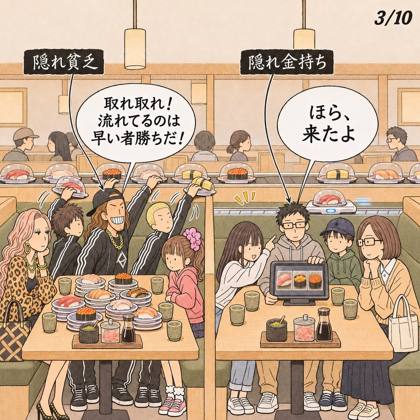 3/10
隠れ貧乏
取れ取れ！
流れてるのは
早い者勝ちだ！
隠れ金持ち
ほら、
来たよ